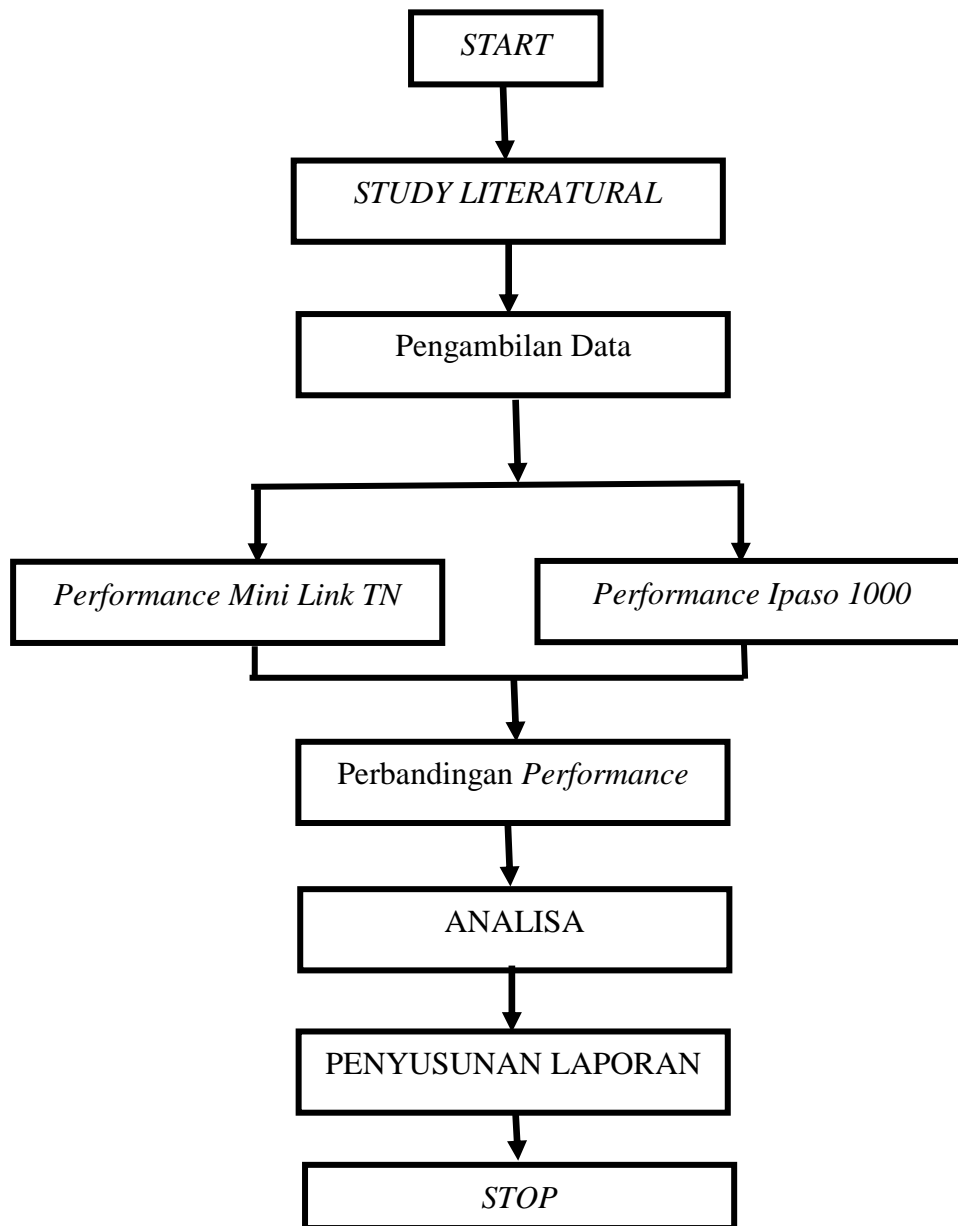 START
STUDY LITERATURAL
Pengambilan Data
Performance Mini Link TN
Performance Ipaso 1000
Perbandingan Performance
ANALISA
PENYUSUNAN LAPORAN
STOP